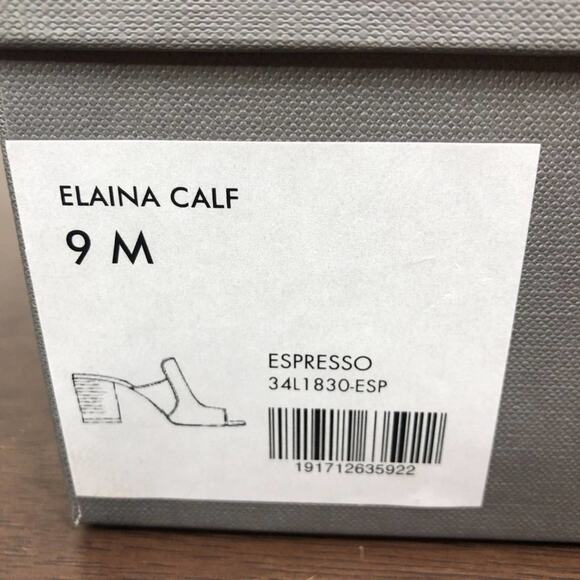 ELAINA CALF
9 M
ESPRESSO
34L1830-ESP
191712635922